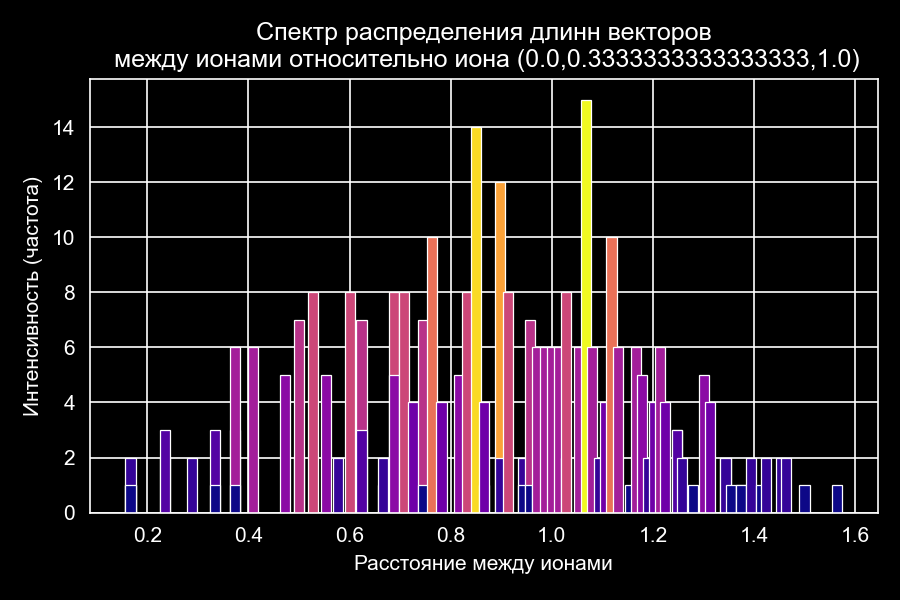 Спектр распределения длинн векторов
между ионами относительно иона (0.0,0.3333333333333333,1.0)
Интенсивность (частота)
14
12
10
8
6
4
2
0
0.2 0.4 0.6 0.8 1.0 1.2 1.4 1.6
Расстояние между ионами